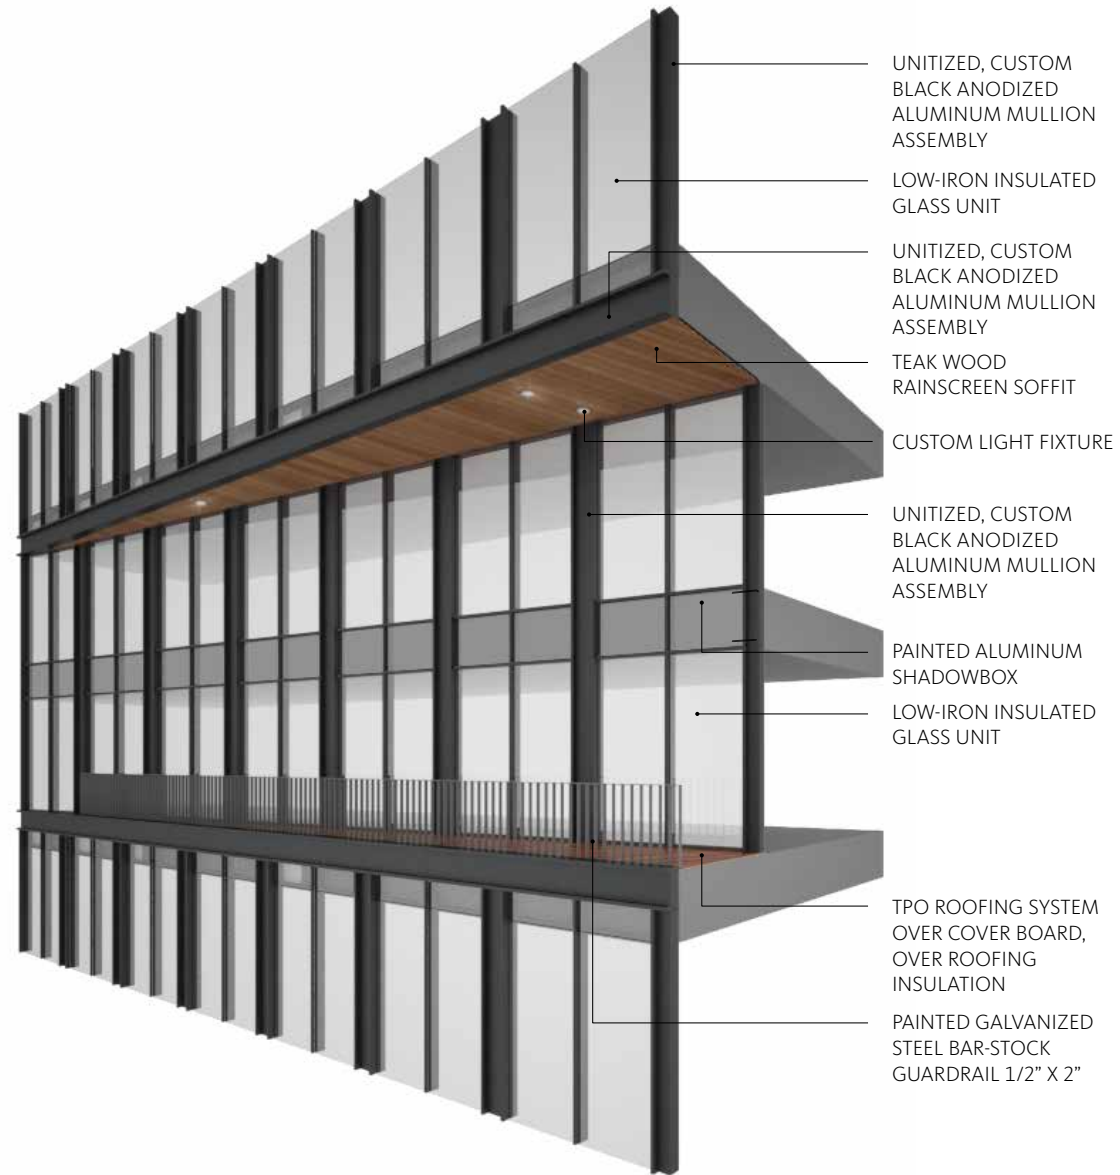 UNITIZED, CUSTOM
BLACK ANODIZED
ALUMINUM MULLION
ASSEMBLY
LOW-IRON INSULATED
GLASS UNIT
UNITIZED, CUSTOM
BLACK ANODIZED
ALUMINUM MULLION
ASSEMBLY
TEAK WOOD
RAINSCREEN SOFFIT
CUSTOM LIGHT FIXTURE
UNITIZED, CUSTOM
BLACK ANODIZED
ALUMINUM MULLION
ASSEMBLY
PAINTED ALUMINUM
SHADOWBOX
LOW-IRON INSULATED
GLASS UNIT
TPO ROOFING SYSTEM
OVER COVER BOARD,
OVER ROOFING
INSULATION
PAINTED GALVANIZED
STEEL BAR-STOCK
GUARDRAIL 1/2” X 2”